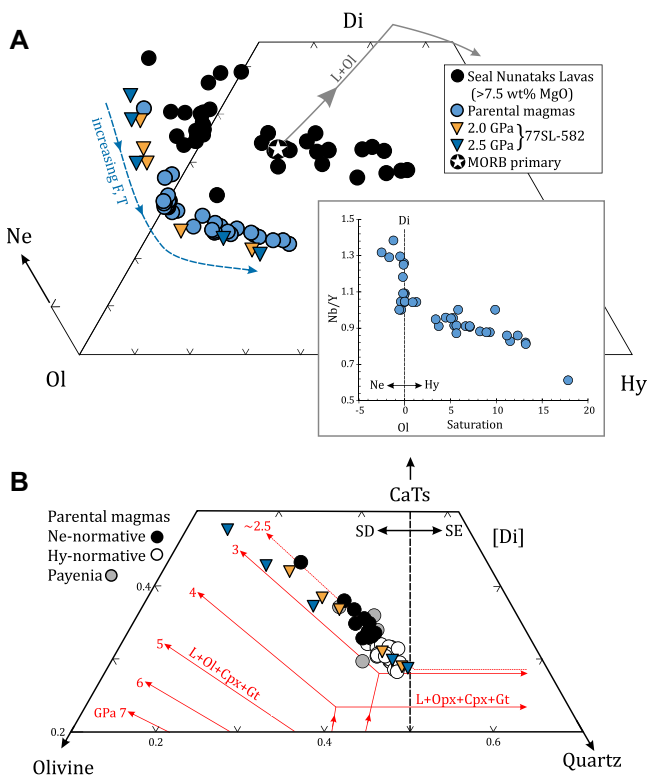 A
Di
L+Ol
Seal Nunataks Lavas
(>7.5 wt% MgO)
Parental magmas
2.0 GPa
2.5 GPa
}77SL-582
MORB primary
increasing F, T
Ne
Ol
Hy
Di
1.5
1.3
1.1
0.9
0.7
0.5
Nb/Y
Ne
Hy
-5
0
5
10
15
20
Ol
Saturation
B
CaTs
Parental magmas
Ne-normative
Hy-normative
Payenia
SD
SE
[Di]
~2.5
3
4
5
6
GPa 7
L+Ol+Cpx+Gt
L+Opx+Cpx+Gt
0.4
0.2
0.2
0.4
0.6
Olivine
Quartz